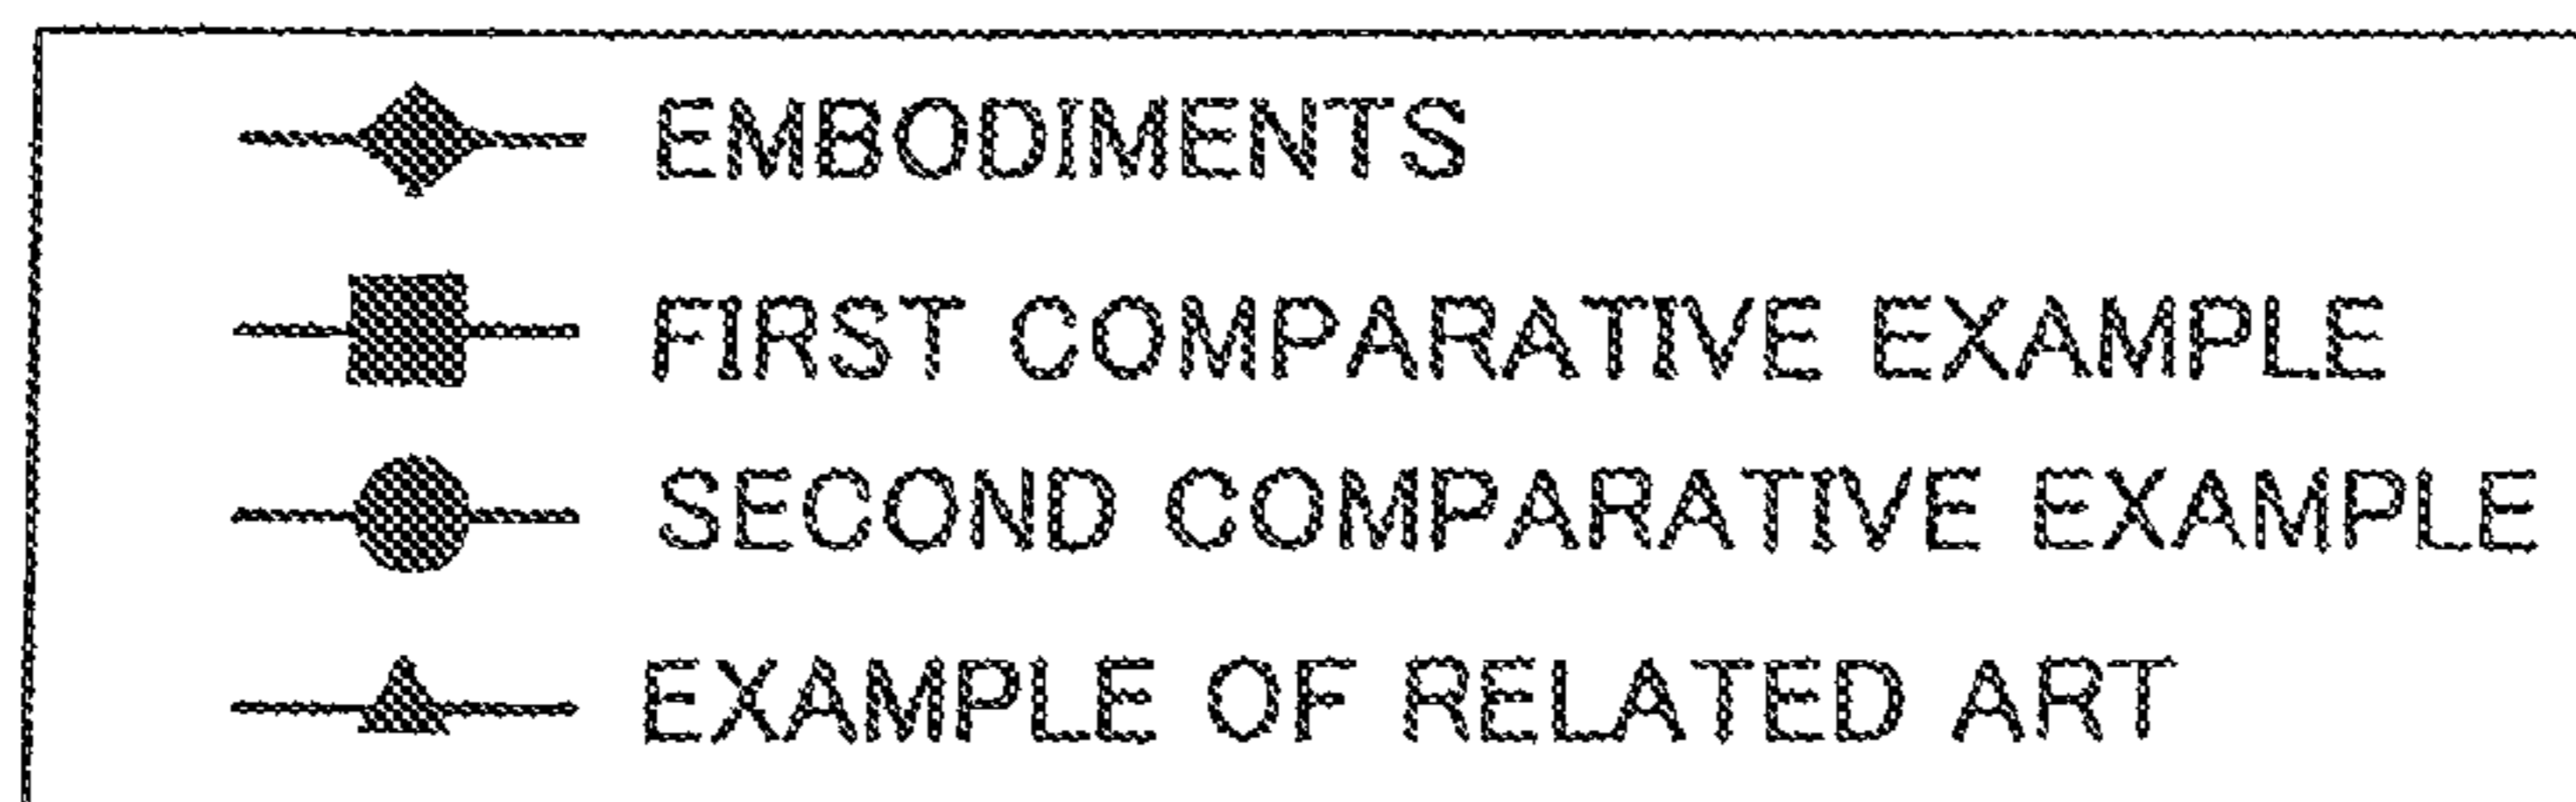 EMBODIMENTS
FIRST COMPARATIVE EXAMPLE
SECOND COMPARATIVE EXAMPLE
EXAMPLE OF RELATED ART